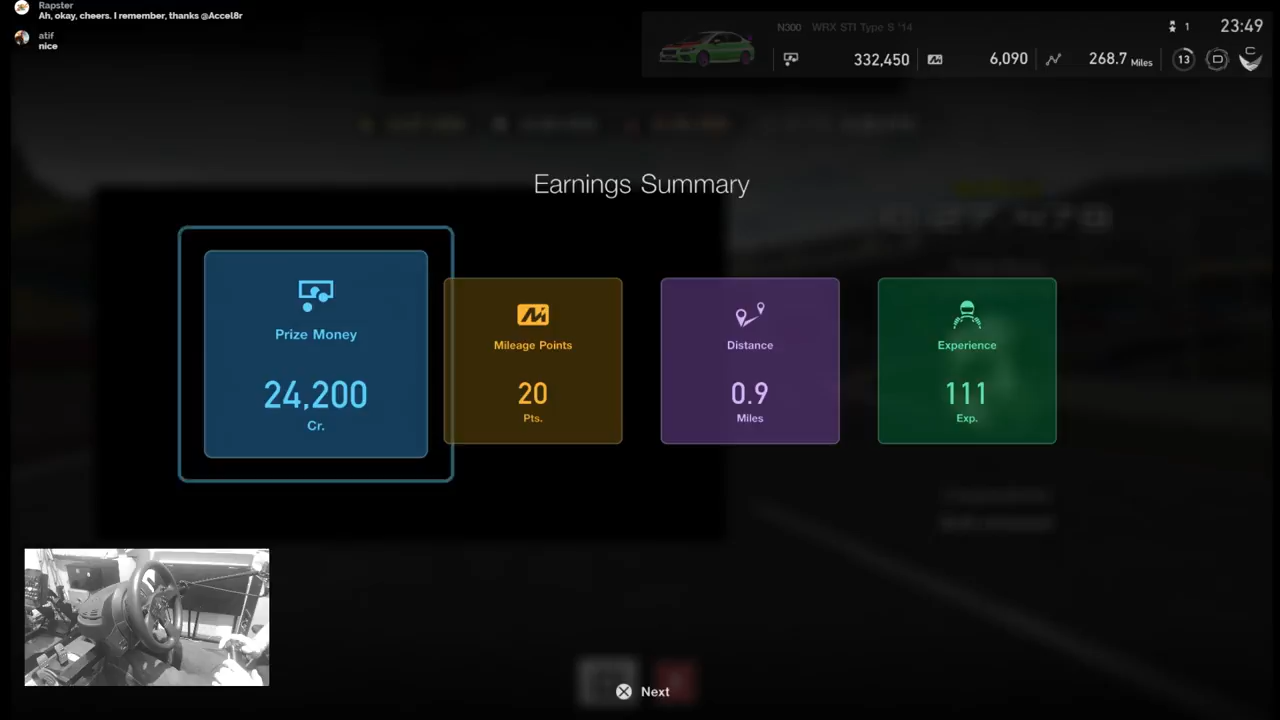 Rapster
Ah, okay, cheers. I remember, thanks @Accel8r
atif
nice
N300 WRX STI Type S '14
1 23:49
332,450 6,090 268.7 Miles 13
Earnings Summary
Prize Money
24,200
Cr.
Mileage Points
20
Pts.
Distance
0.9
Miles
Experience
111
Exp.
Next